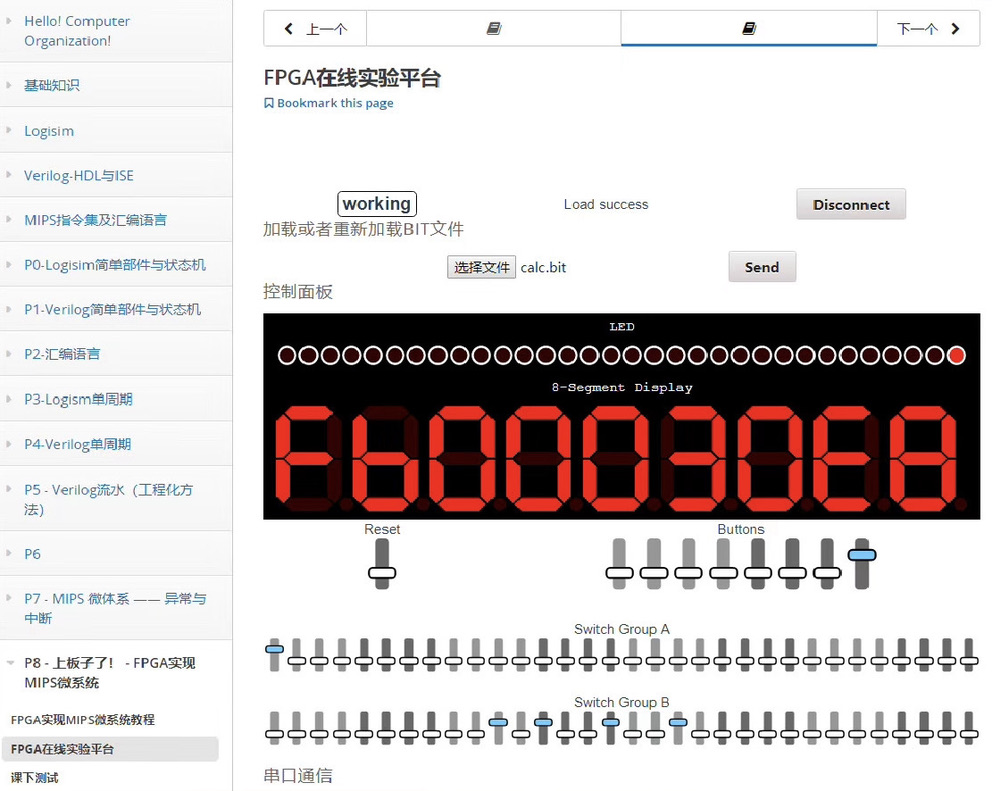 Hello! Computer
Organization!
基础知识
Logisim
Verilog-HDL与ISE
MIPS指令集及汇编语言
P0-Logisim简单部件与状态机
P1-Verilog简单部件与状态机
P2-汇编语言
P3-Logism单周期
P4-Verilog单周期
P5 - Verilog流水（工程化方
法）
P6
P7 - MIPS 微体系 —— 异常与
中断
P8 - 上板子了！ - FPGA实现
MIPS微系统
FPGA实现MIPS微系统教程
FPGA在线实验平台
课下测试
上一个
下一个
FPGA在线实验平台
Bookmark this page
working
Load success
Disconnect
加载或者重新加载BIT文件
选择文件 calc.bit
Send
控制面板
LED
8-Segment Display
Fb00030EA
Reset
Buttons
Switch Group A
Switch Group B
串口通信